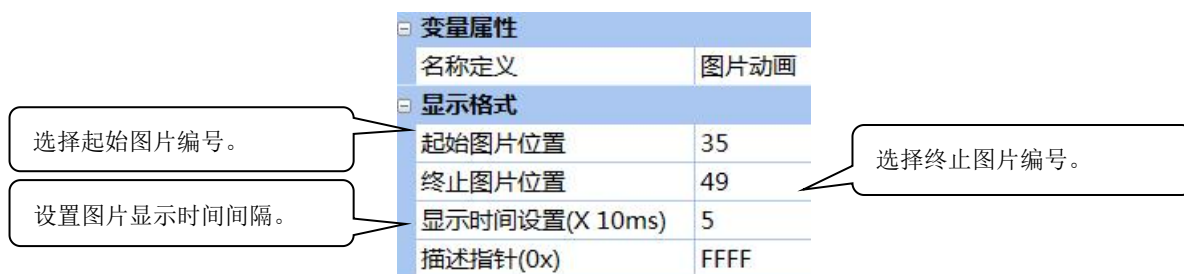 变量属性
名称定义 图片动画
显示格式
选择起始图片编号。
起始图片位置 35
选择终止图片编号。
终止图片位置 49
设置图片显示时间间隔。
显示时间设置(X 10ms) 5
描述指针(0x) FFFF